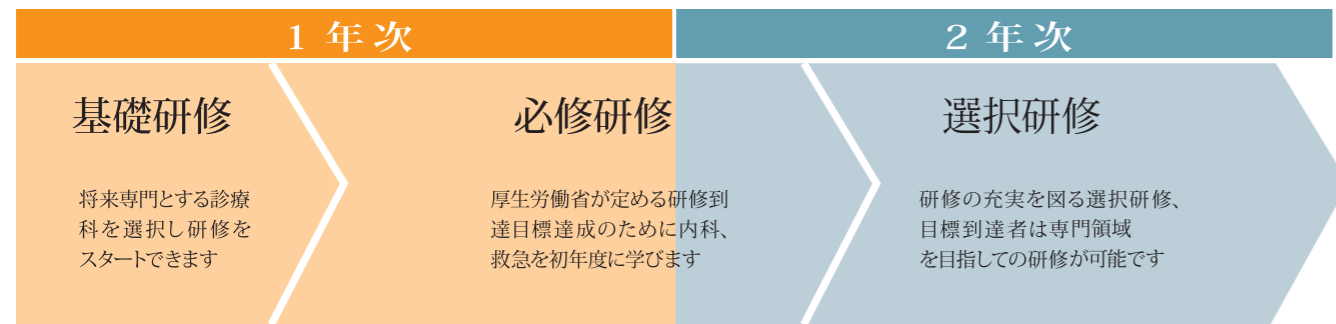 1 年次
2 年次
基礎研修
将来専門とする診療
科を選択し研修を
スタートできます
必修研修
厚生労働省が定める研修到
達目標達成のために内科、
救急を初年度に学びます
選択研修
研修の充実を図る選択研修、
目標到達者は専門領域
を目指しての研修が可能です